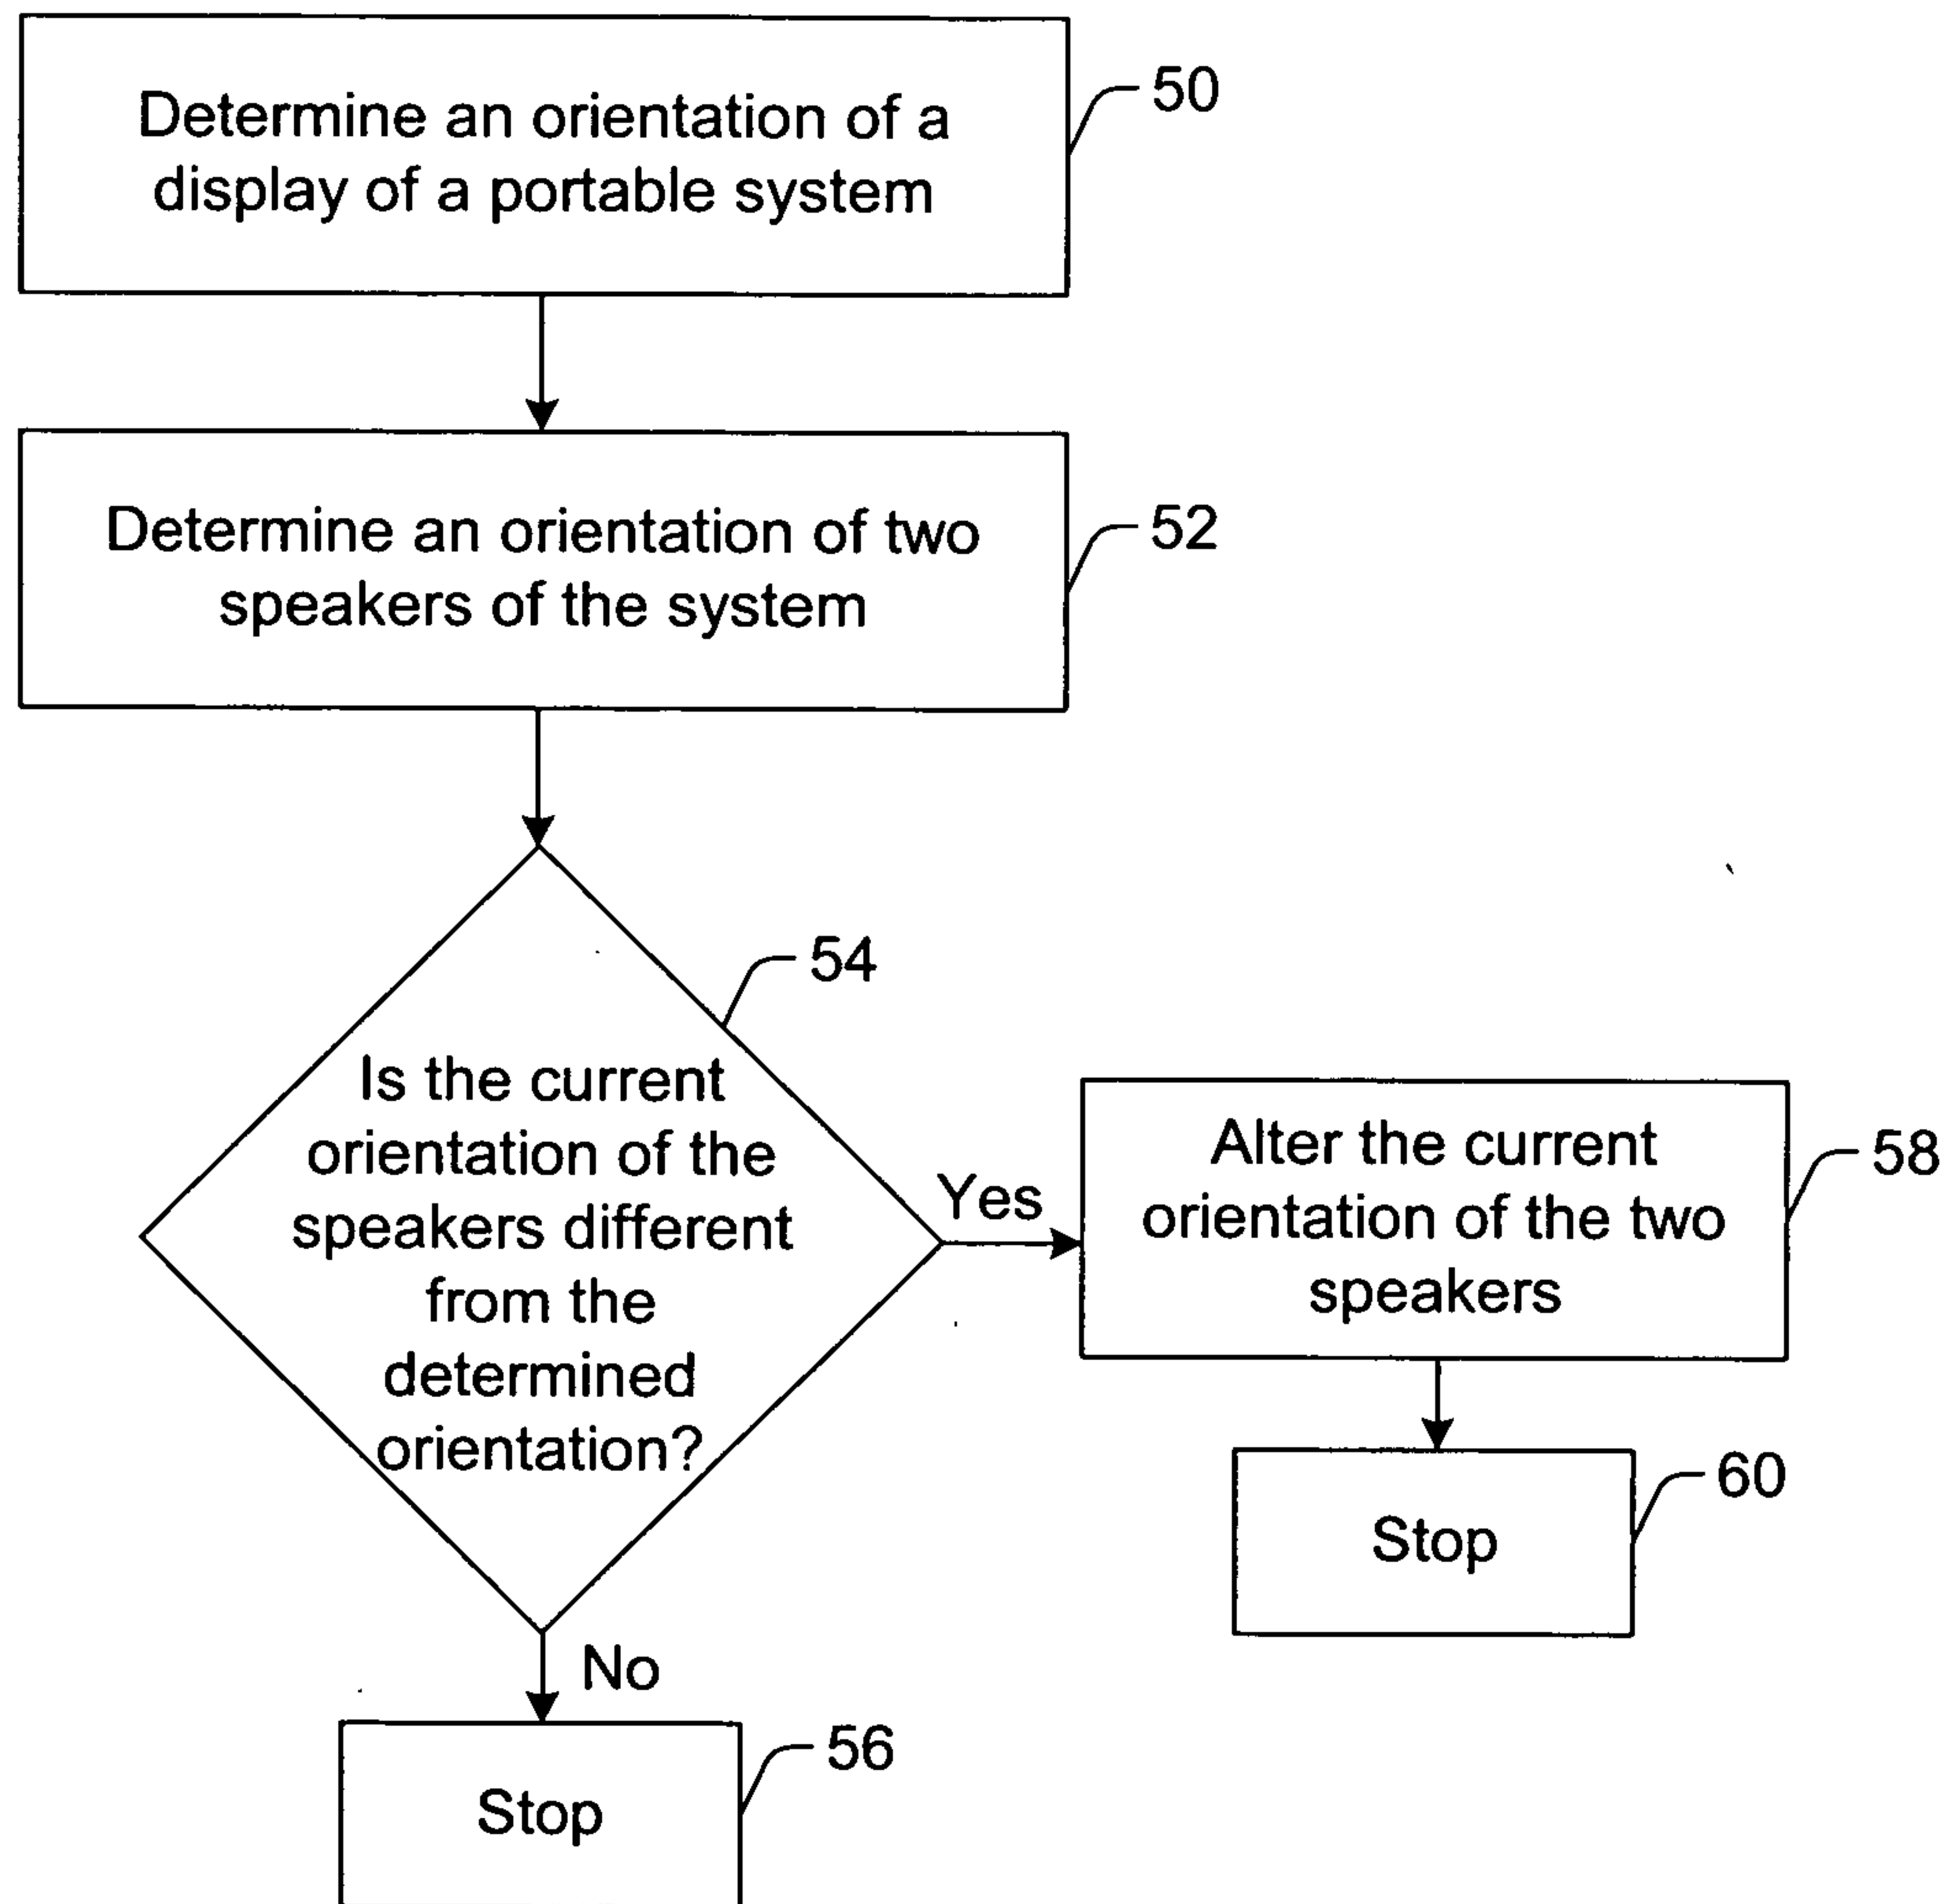 Determine an orientation of a
display of a portable system
50
Determine an orientation of two
speakers of the system
52
54
Is the current
orientation of the
speakers different
from the
determined
orientation?
Yes
Alter the current
orientation of the two
speakers
58
Stop
60
No
Stop
56